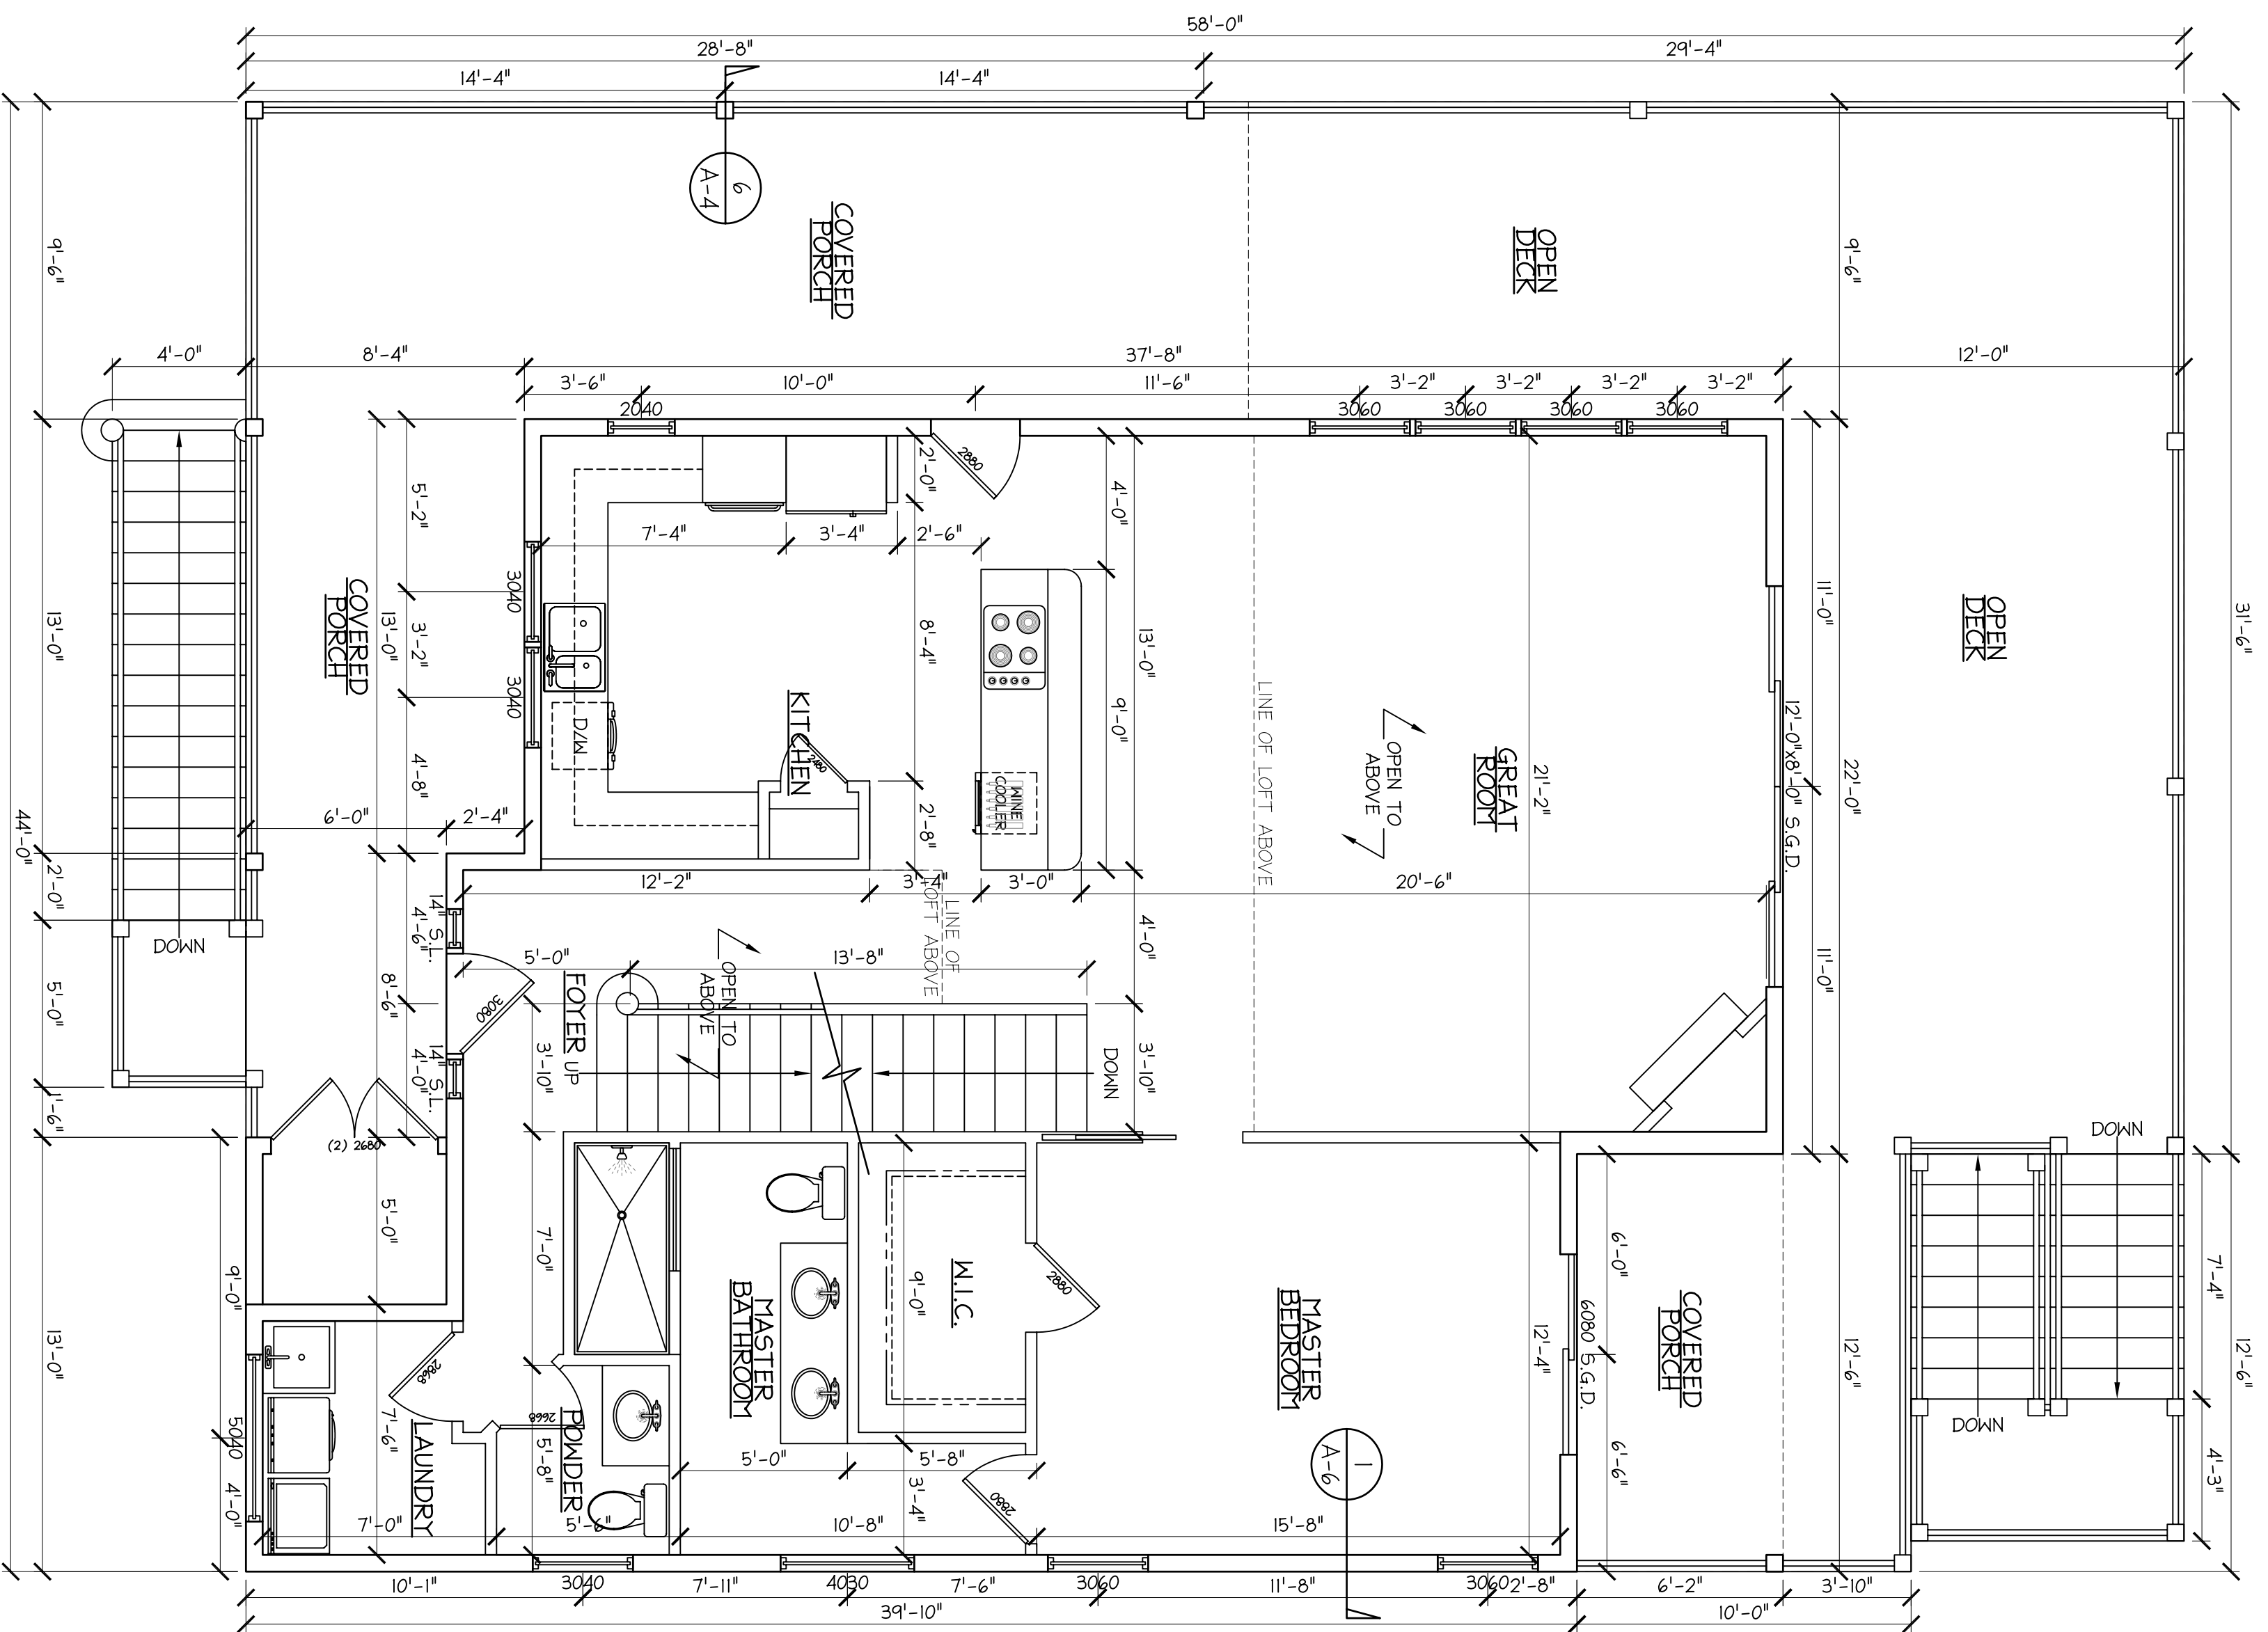 58'-0"
28'-8"
29'-4"
14'-4"
14'-4"
6
A-4
COVERED
PORCH
OPEN
DECK
9'-6"
9'-6"
4'-0"
8'-4"
37'-8"
12'-0"
3'-6"
10'-0"
11'-6"
3'-2"
3'-2"
3'-2"
3'-2"
2040
3060
3060
3060
3060
2880
2'-0"
4'-0"
5'-2"
7'-4"
3'-4"
2'-6"
3040
3'-2"
3040
4'-8"
13'-0"
13'-0"
COVERED
PORCH
8'-4"
13'-0"
9'-0"
KITCHEN
2480
D/W
WINE
COOLER
2'-8"
LINE OF LOFT ABOVE
OPEN TO
ABOVE
GREAT
ROOM
21'-2"
12'-0"x8'-0" S.G.D.
11'-0"
22'-0"
11'-0"
OPEN
DECK
31'-6"
44'-0"
6'-0"
2'-4"
12'-2"
3'-4"
3'-0"
20'-6"
2'-0"
DOWN
14" S.L.
4'-6"
LINE OF
LOFT ABOVE
4'-0"
5'-0"
13'-8"
5'-0"
8'-6"
3080
FOYER
UP
OPEN TO
ABOVE
14" S.L.
4'-0"
3'-10"
DOWN
3'-10"
1'-6"
(2) 2680
5'-0"
9'-0"
13'-0"
7'-0"
MASTER
BATHROOM
9'-0"
W.I.C.
2880
MASTER
BEDROOM
12'-4"
6080 S.G.D.
6'-0"
6'-6"
COVERED
PORCH
12'-6"
DOWN
DOWN
7'-4"
12'-6"
4'-3"
2868
7'-6"
LAUNDRY
2668
POWDER
5'-8"
5040
4'-0"
5'-0"
5'-8"
3'-4"
2880
1
A-6
7'-0"
5'-6"
10'-8"
15'-8"
10'-1"
3040
7'-11"
4030
7'-6"
3060
11'-8"
3060
2'-8"
6'-2"
3'-10"
39'-10"
10'-0"